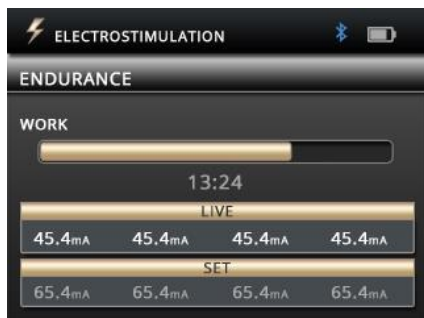 ELECTROSTIMULATION
ENDURANCE
WORK
13:24
LIVE
45.4mA 45.4mA 45.4mA 45.4mA
SET
65.4mA 65.4mA 65.4mA 65.4mA